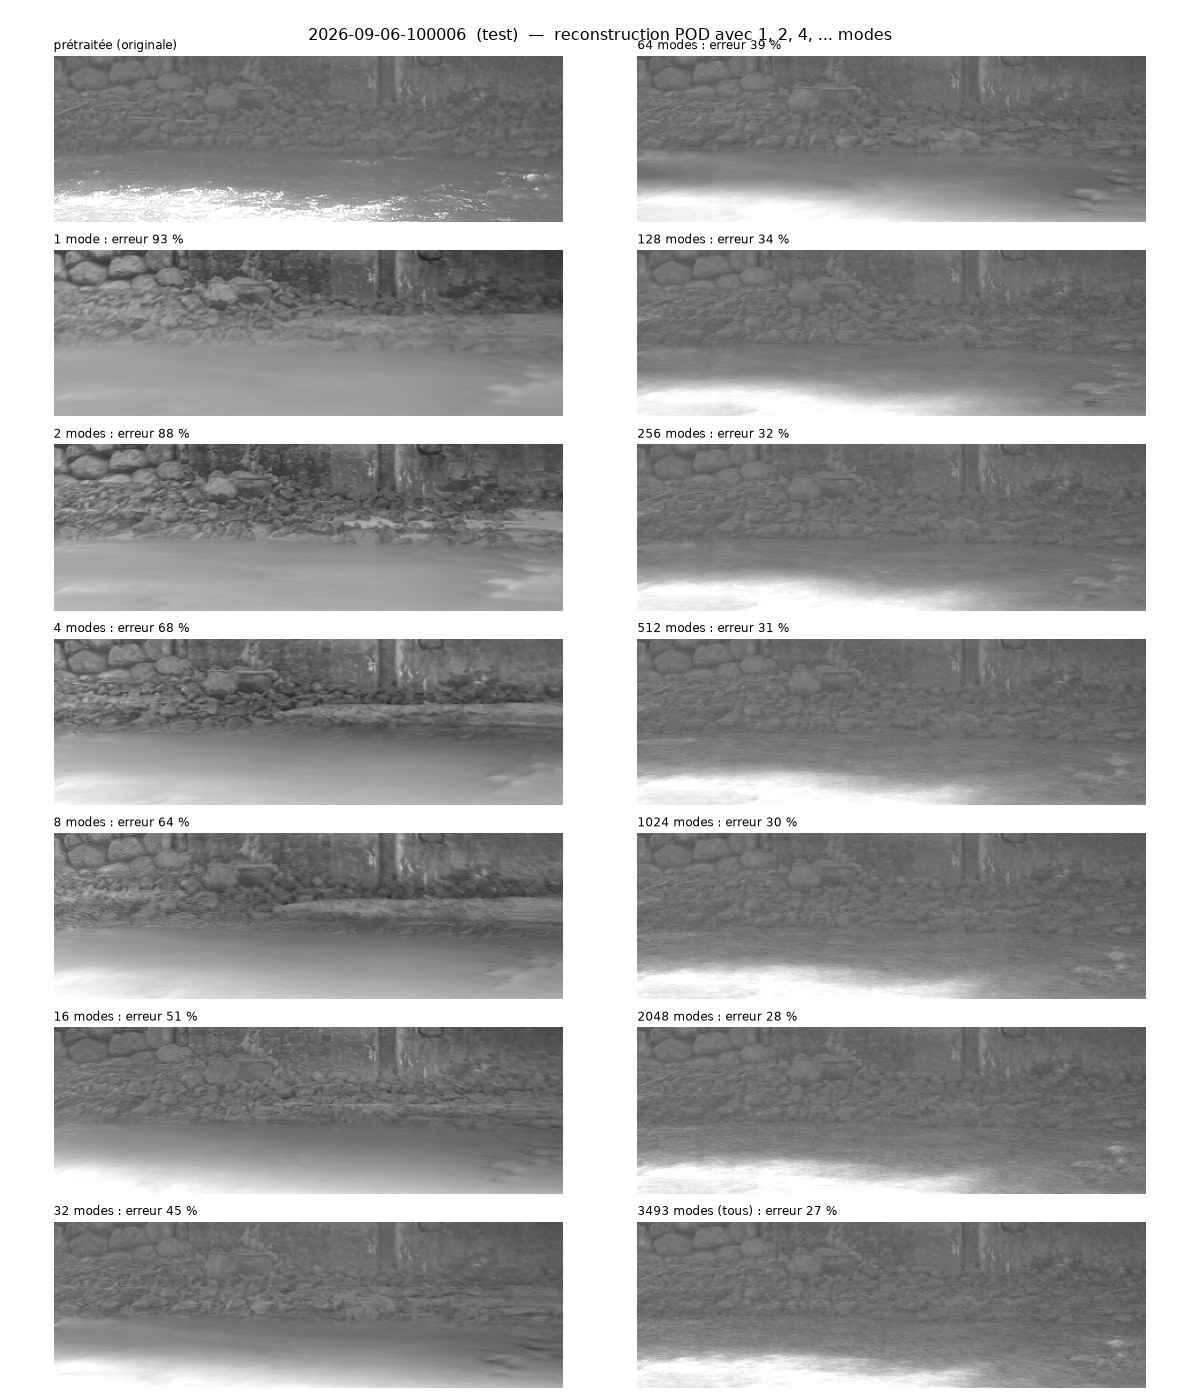 2026-09-06-100006  (test)  —  reconstruction POD avec 1, 2, 4, ... modes
prétraitée (originale)
1 mode : erreur 93 %
2 modes : erreur 88 %
4 modes : erreur 68 %
8 modes : erreur 64 %
16 modes : erreur 51 %
32 modes : erreur 45 %
64 modes : erreur 39 %
128 modes : erreur 34 %
256 modes : erreur 32 %
512 modes : erreur 31 %
1024 modes : erreur 30 %
2048 modes : erreur 28 %
3493 modes (tous) : erreur 27 %